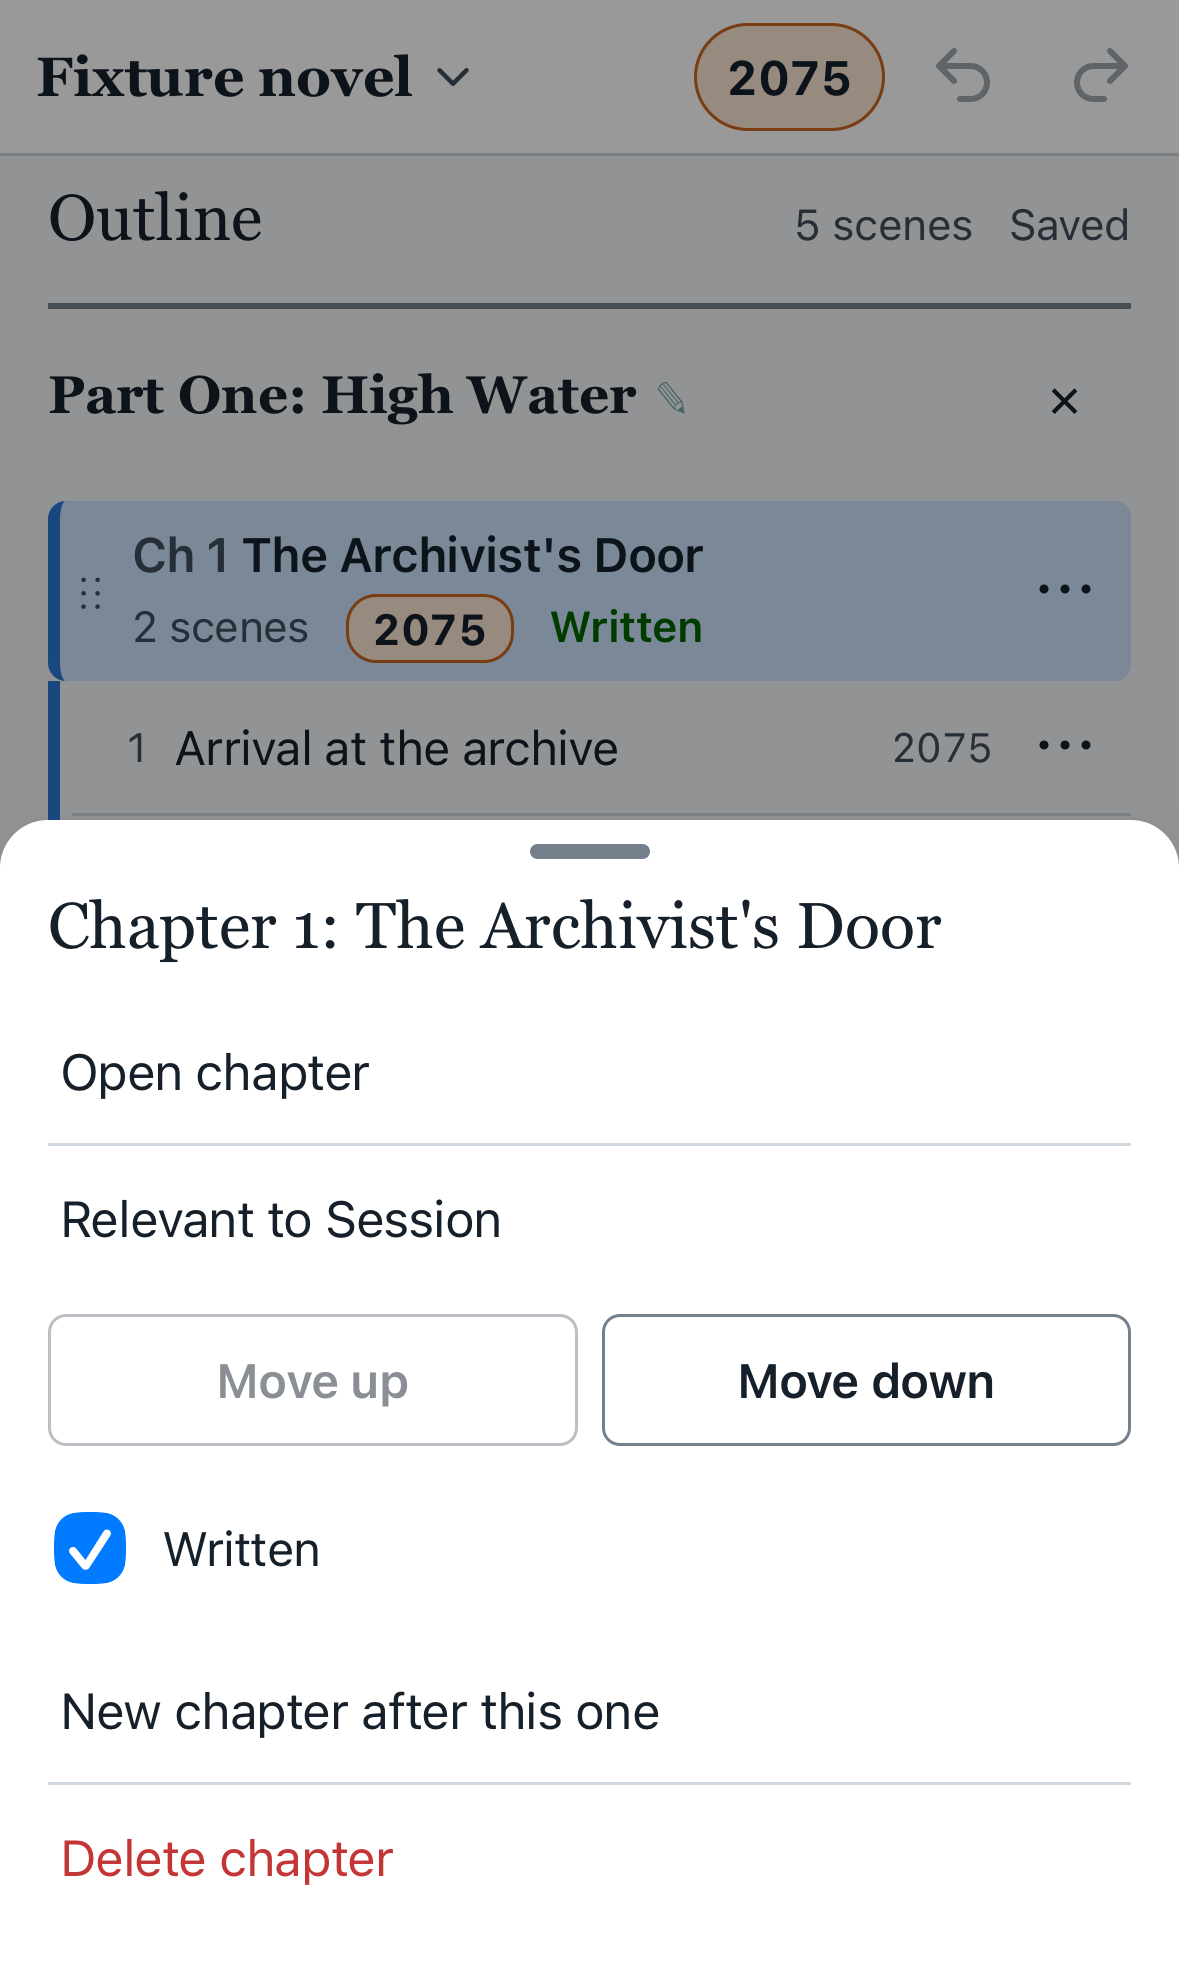 Fixture novel 2075
Outline 5 scenes Saved
Part One: High Water
Ch 1 The Archivist's Door
2 scenes 2075 Written
1 Arrival at the archive 2075
Chapter 1: The Archivist's Door
Open chapter
Relevant to Session
Move up Move down
Written
New chapter after this one
Delete chapter